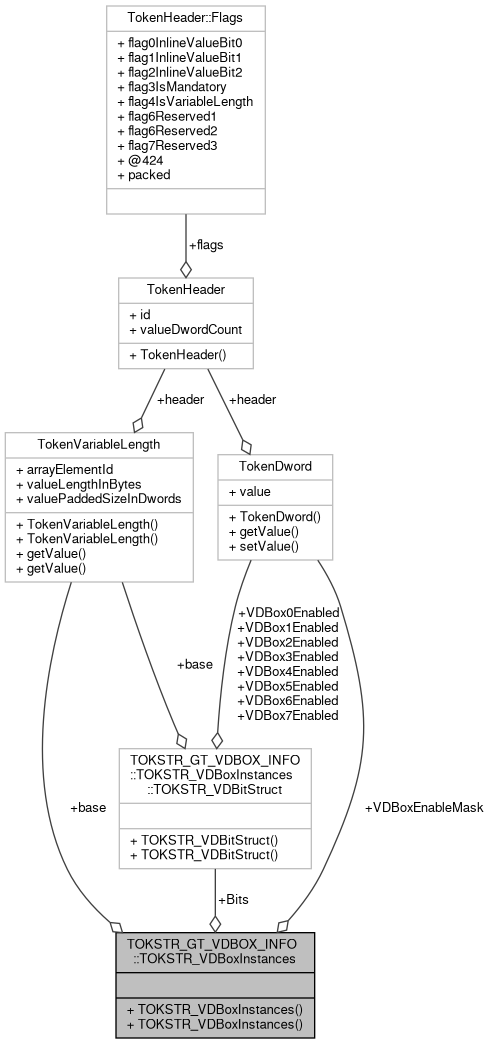 TokenHeader::Flags
+ flag0InlineValueBit0
+ flag1InlineValueBit1
+ flag2InlineValueBit2
+ flag3IsMandatory
+ flag4IsVariableLength
+ flag6Reserved1
+ flag6Reserved2
+ flag7Reserved3
+ @424
+ packed
+flags
TokenHeader
+ id
+ valueDwordCount
+ TokenHeader()
+header
+header
TokenVariableLength
+ arrayElementId
+ valueLengthInBytes
+ valuePaddedSizeInDwords
+ TokenVariableLength()
+ TokenVariableLength()
+ getValue()
+ getValue()
TokenDword
+ value
+ TokenDword()
+ getValue()
+ setValue()
+base
+VDBox0Enabled
+VDBox1Enabled
+VDBox2Enabled
+VDBox3Enabled
+VDBox4Enabled
+VDBox5Enabled
+VDBox6Enabled
+VDBox7Enabled
TOKSTR_GT_VDBOX_INFO
::TOKSTR_VDBoxInstances
::TOKSTR_VDBitStruct
+ TOKSTR_VDBitStruct()
+ TOKSTR_VDBitStruct()
+base
+VDBoxEnableMask
+Bits
TOKSTR_GT_VDBOX_INFO
::TOKSTR_VDBoxInstances
+ TOKSTR_VDBoxInstances()
+ TOKSTR_VDBoxInstances()